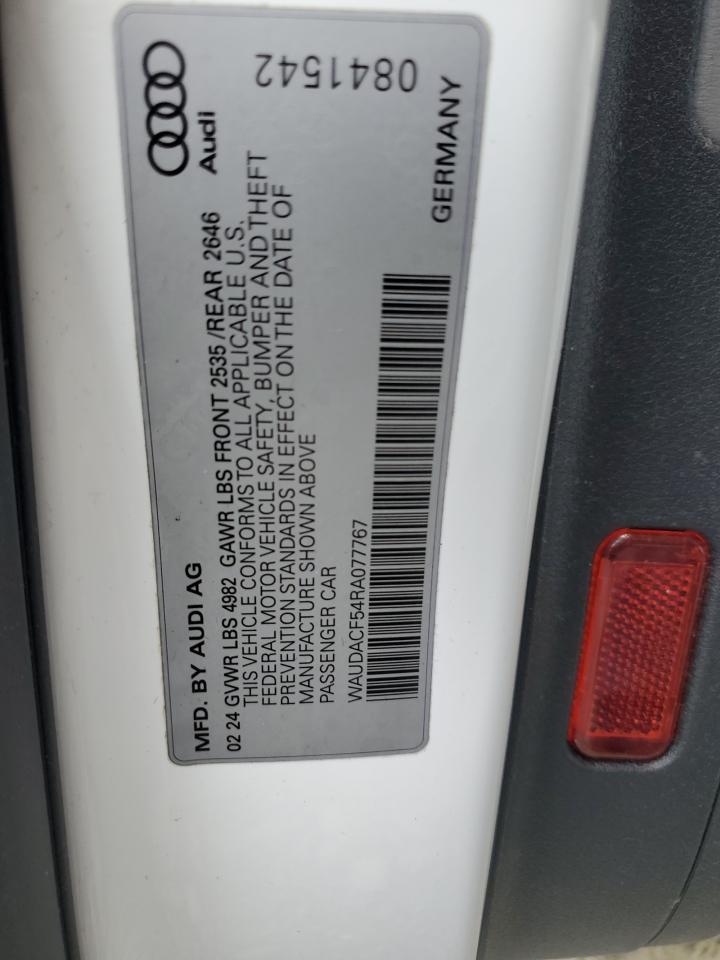 MFD. BY AUDI AG
Audi
02 24 GVWR LBS 4982 GAWR LBS FRONT 2535 /REAR 2646
THIS VEHICLE CONFORMS TO ALL APPLICABLE U.S.
FEDERAL MOTOR VEHICLE SAFETY, BUMPER AND THEFT
PREVENTION STANDARDS IN EFFECT ON THE DATE OF
MANUFACTURE SHOWN ABOVE
PASSENGER CAR
0841542
WAUDACF54RA077767
GERMANY